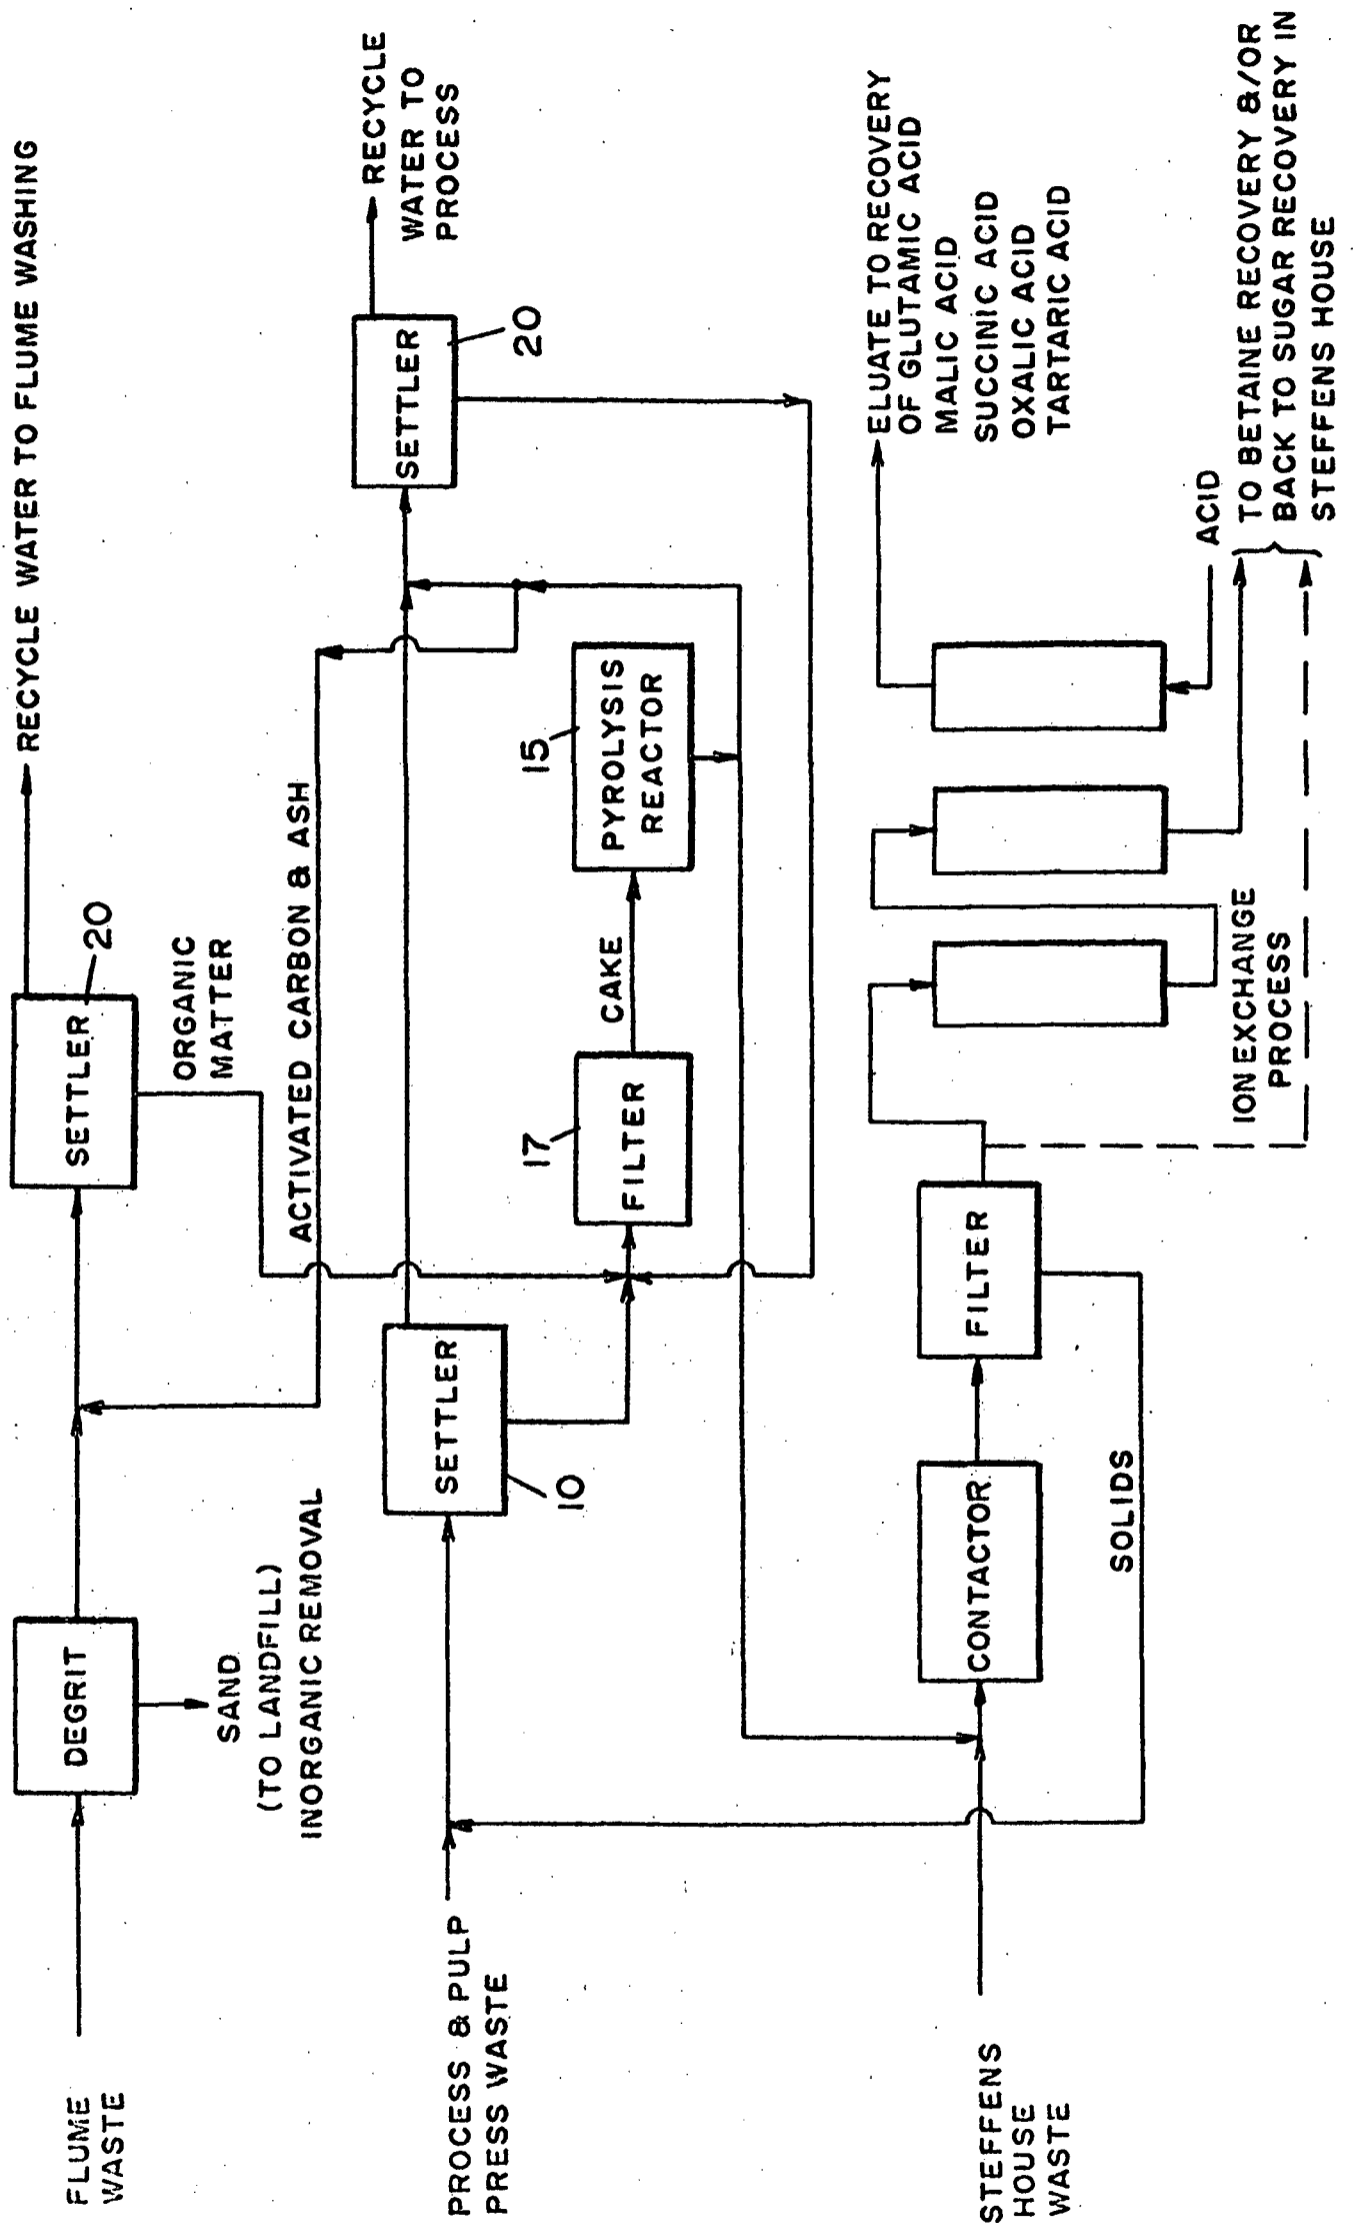 FLUME
WASTE
DEGRIT
SAND
(TO LANDFILL)
INORGANIC REMOVAL
SETTLER
20
ORGANIC
MATTER
RECYCLE WATER TO FLUME WASHING
ACTIVATED CARBON & ASH
PROCESS & PULP
PRESS WASTE
SETTLER
10
17
FILTER
CAKE
15
PYROLYSIS
REACTOR
SETTLER
20
RECYCLE
WATER TO
PROCESS
STEFFENS
HOUSE
WASTE
CONTACTOR
FILTER
SOLIDS
ION EXCHANGE
PROCESS
ACID
ELUATE TO RECOVERY
OF GLUTAMIC ACID
MALIC ACID
SUCCINIC ACID
OXALIC ACID
TARTARIC ACID
TO BETAINE RECOVERY &/OR
BACK TO SUGAR RECOVERY IN
STEFFENS HOUSE